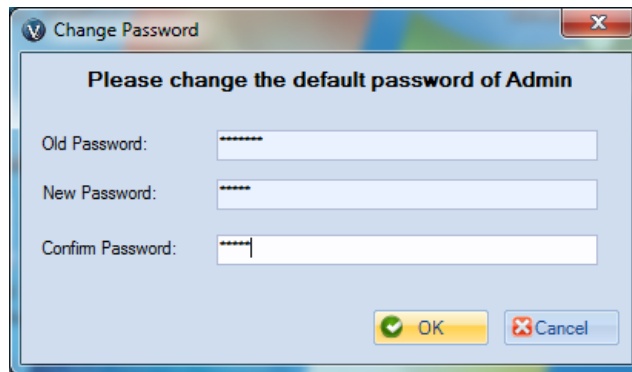 Change Password
Please change the default password of Admin
Old Password: *******
New Password: *****
Confirm Password: *****
OK Cancel